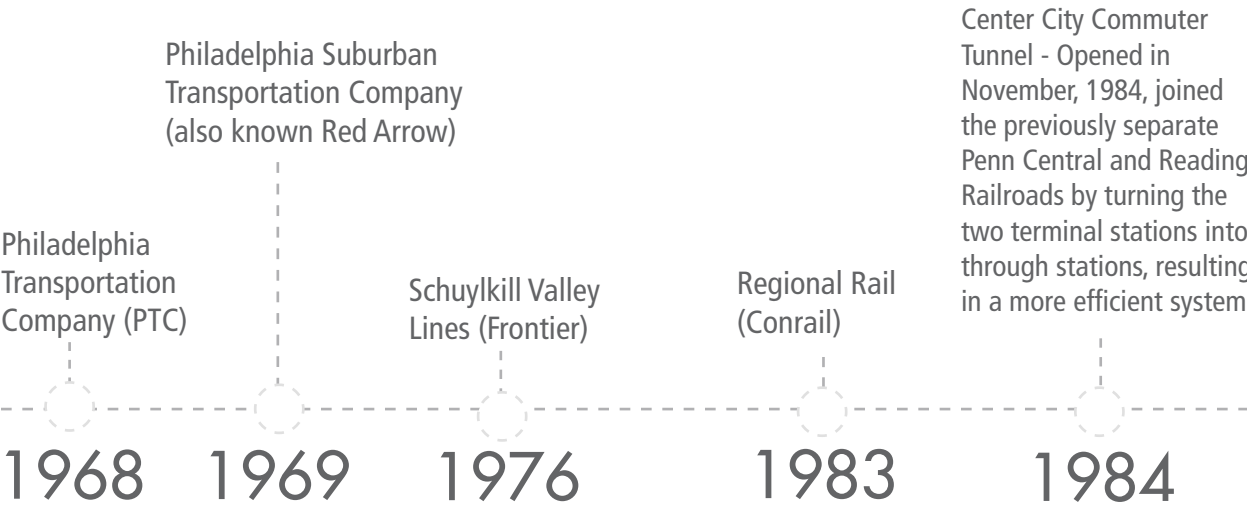 Philadelphia
Transportation
Company (PTC)
1968
Philadelphia Suburban
Transportation Company
(also known Red Arrow)
1969
Schuylkill Valley
Lines (Frontier)
1976
Regional Rail
(Conrail)
1983
Center City Commuter
Tunnel - Opened in
November, 1984, joined
the previously separate
Penn Central and Reading
Railroads by turning the
two terminal stations into
through stations, resulting
in a more efficient system
1984